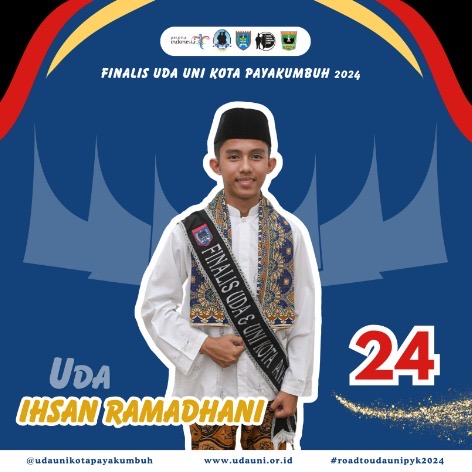 FINALIS UDA UNI KOTA PAYAKUMBUH 2024
FINALIS UDA & UNI KOTA
24
UDA
IHSAN RAMADHANI
@udaunikotapayakumbuh
www.udauni.or.id
#roadtoudaunipyk2024